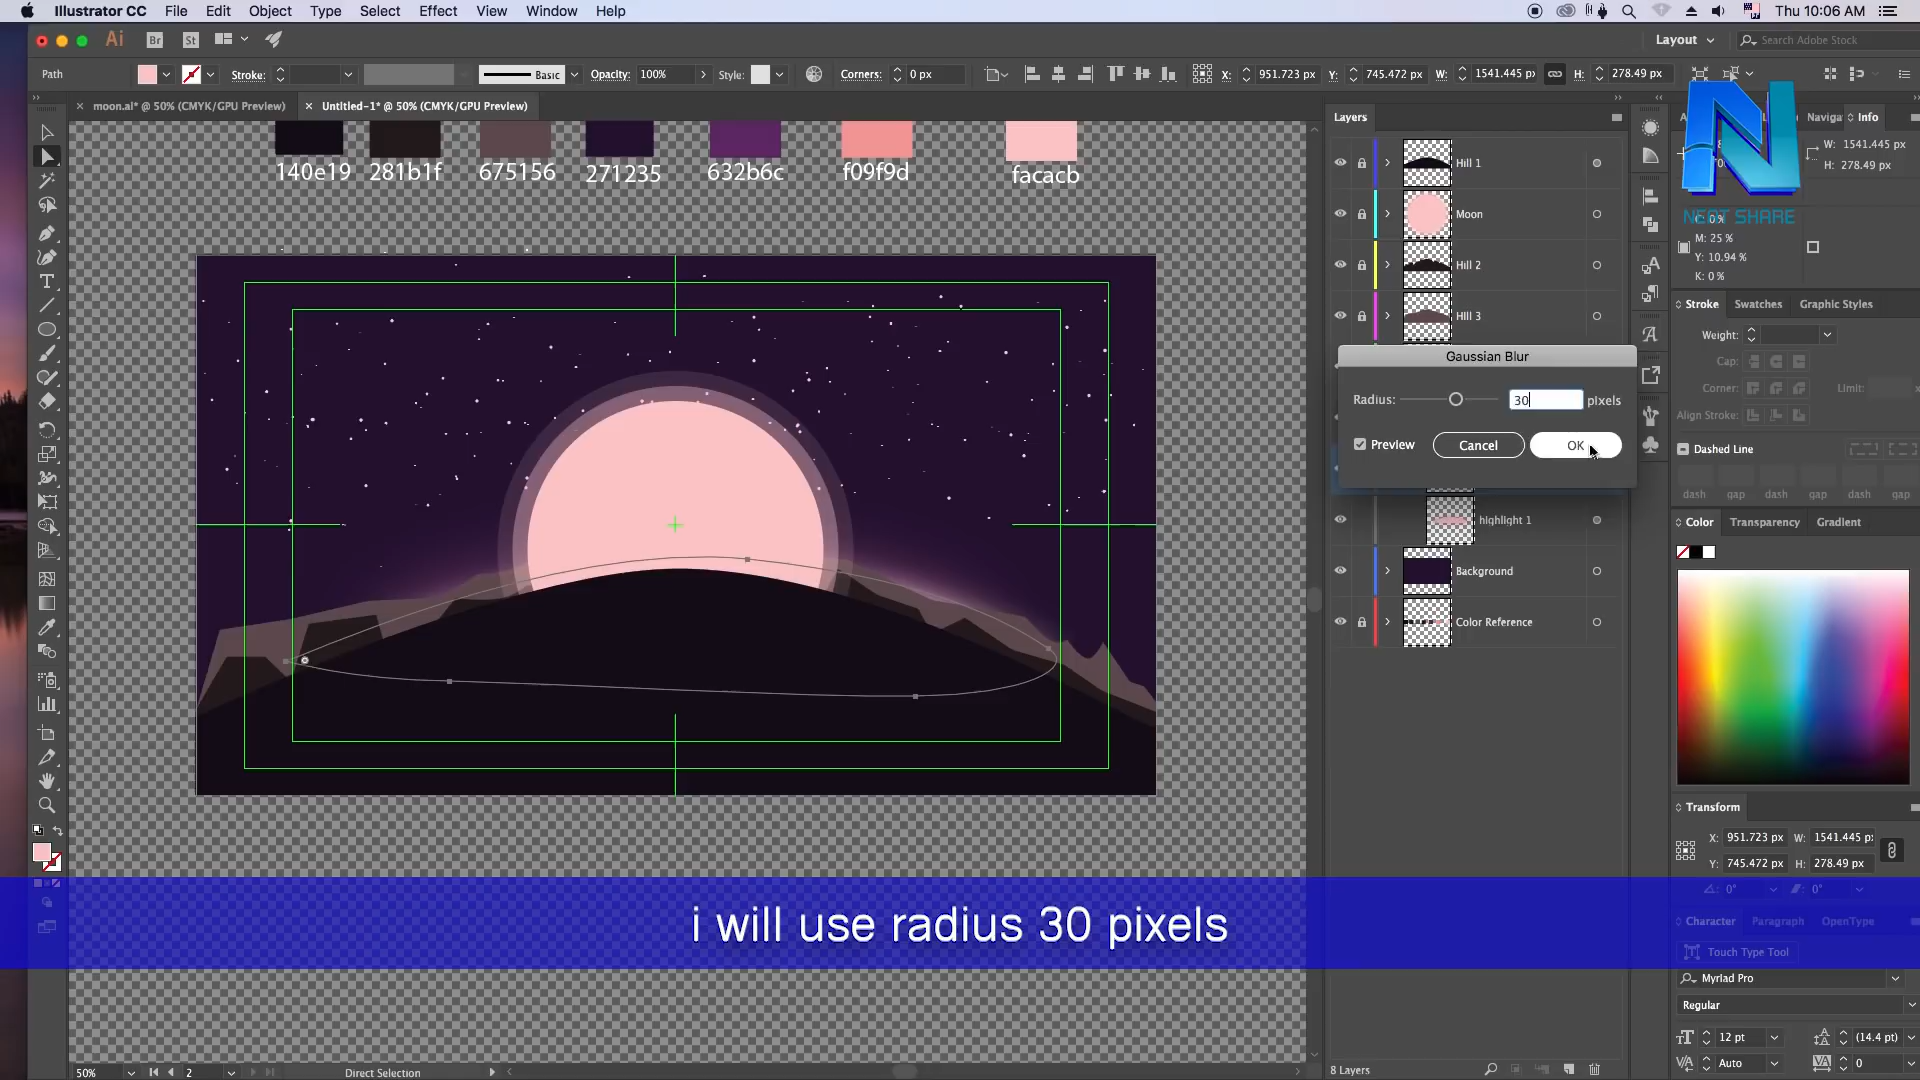 Illustrator CC File Edit Object Type Select Effect View Window Help Thu 10:06 AM
Ai Br St Layout Search Adobe Stock
Path Stroke: Basic Opacity: 100% Style: Corners: 0 px X: 951.723 px Y: 745.472 px W: 1541.445 px H: 278.49 px
moon.ai* @ 50% (CMYK/GPU Preview) Untitled-1* @ 50% (CMYK/GPU Preview)
Layers Info
140e19 281b1f 675156 271235 632b6c f09f9d facacb
W: 1541.445 px
H: 278.49 px
Hill 1
Moon
Hill 2
HIll 3
NEAT SHARE
C: 0 %
M: 25 %
Y: 10.94 %
K: 0 %
Stroke Swatches Graphic Styles
Weight:
Cap:
Corner: Limit:
Align Stroke:
Dashed Line
dash gap dash gap dash gap
Gaussian Blur
Radius: 30 pixels
Preview Cancel OK
highlight 1
Background
Color Reference
Color Transparency Gradient
Transform
X: 951.723 px W: 1541.445 px
Y: 745.472 px H: 278.49 px
0° 0°
i will use radius 30 pixels
Character Paragraph OpenType
Touch Type Tool
Myriad Pro
Regular
12 pt (14.4 pt)
Auto 0
50% 2 Direct Selection 8 Layers